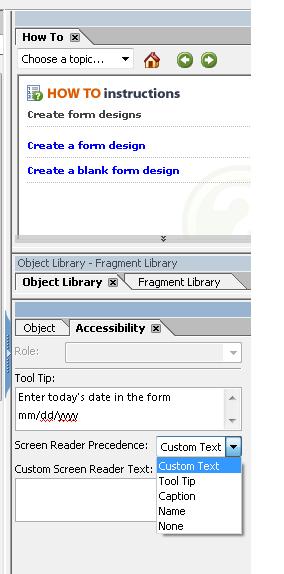 How To
Choose a topic...
HOW TO instructions
Create form designs
Create a form design
Create a blank form design
Object Library - Fragment Library
Object Library
Fragment Library
Object
Accessibility
Role:
Tool Tip:
Enter today's date in the form
mm/dd/yyyy
Screen Reader Precedence: Custom Text
Custom Screen Reader Text:
Custom Text
Tool Tip
Caption
Name
None